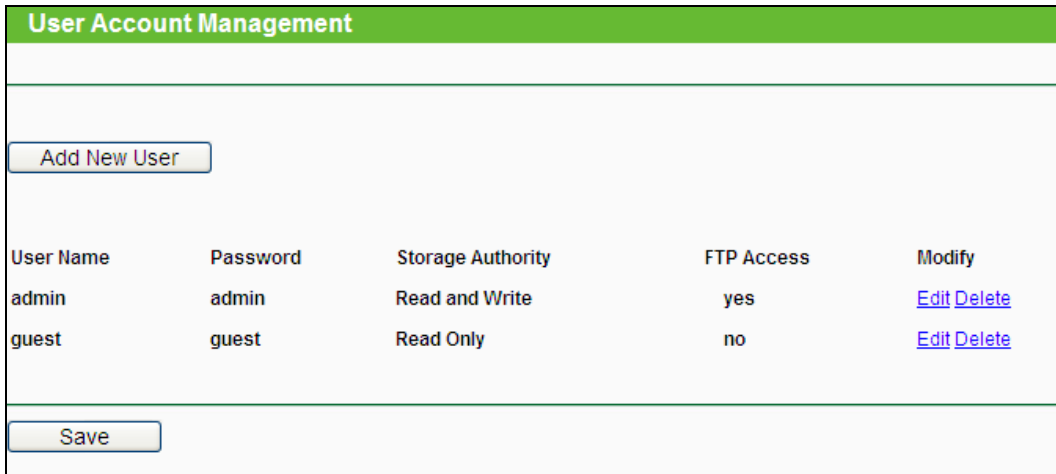 User Account Management
Add New User
User Name Password Storage Authority FTP Access Modify
admin admin Read and Write yes Edit Delete
guest guest Read Only no Edit Delete
Save